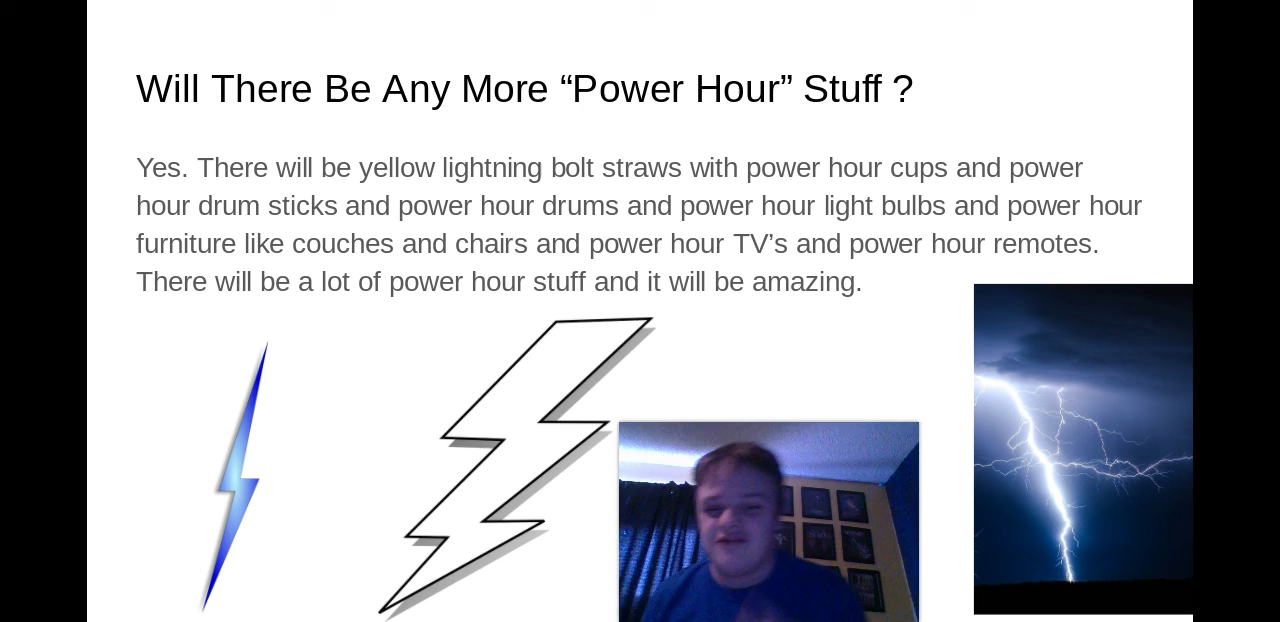 Will There Be Any More “Power Hour” Stuff ?
Yes. There will be yellow lightning bolt straws with power hour cups and power
hour drum sticks and power hour drums and power hour light bulbs and power hour
furniture like couches and chairs and power hour TV’s and power hour remotes.
There will be a lot of power hour stuff and it will be amazing.